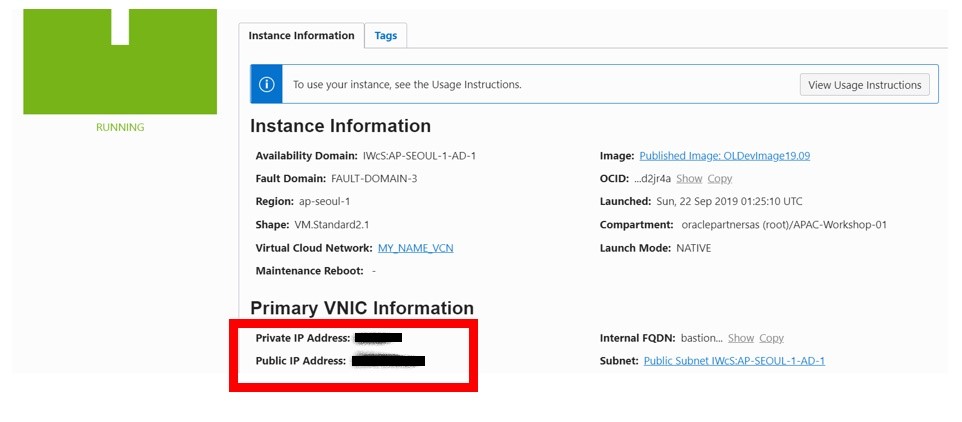 Instance Information
Tags
To use your instance, see the Usage Instructions.
View Usage Instructions
RUNNING
Instance Information
Availability Domain: IWcS:AP-SEOUL-1-AD-1
Image: Published Image: OLDevImage19.09
Fault Domain: FAULT-DOMAIN-3
OCID: ...d2jr4a Show Copy
Region: ap-seoul-1
Launched: Sun, 22 Sep 2019 01:25:10 UTC
Shape: VM.Standard2.1
Compartment: oraclepartnersas (root)/APAC-Workshop-01
Virtual Cloud Network: MY_NAME_VCN
Launch Mode: NATIVE
Maintenance Reboot: -
Primary VNIC Information
Private IP Address:
Internal FQDN: bastion... Show Copy
Public IP Address:
Subnet: Public Subnet IWcS:AP-SEOUL-1-AD-1